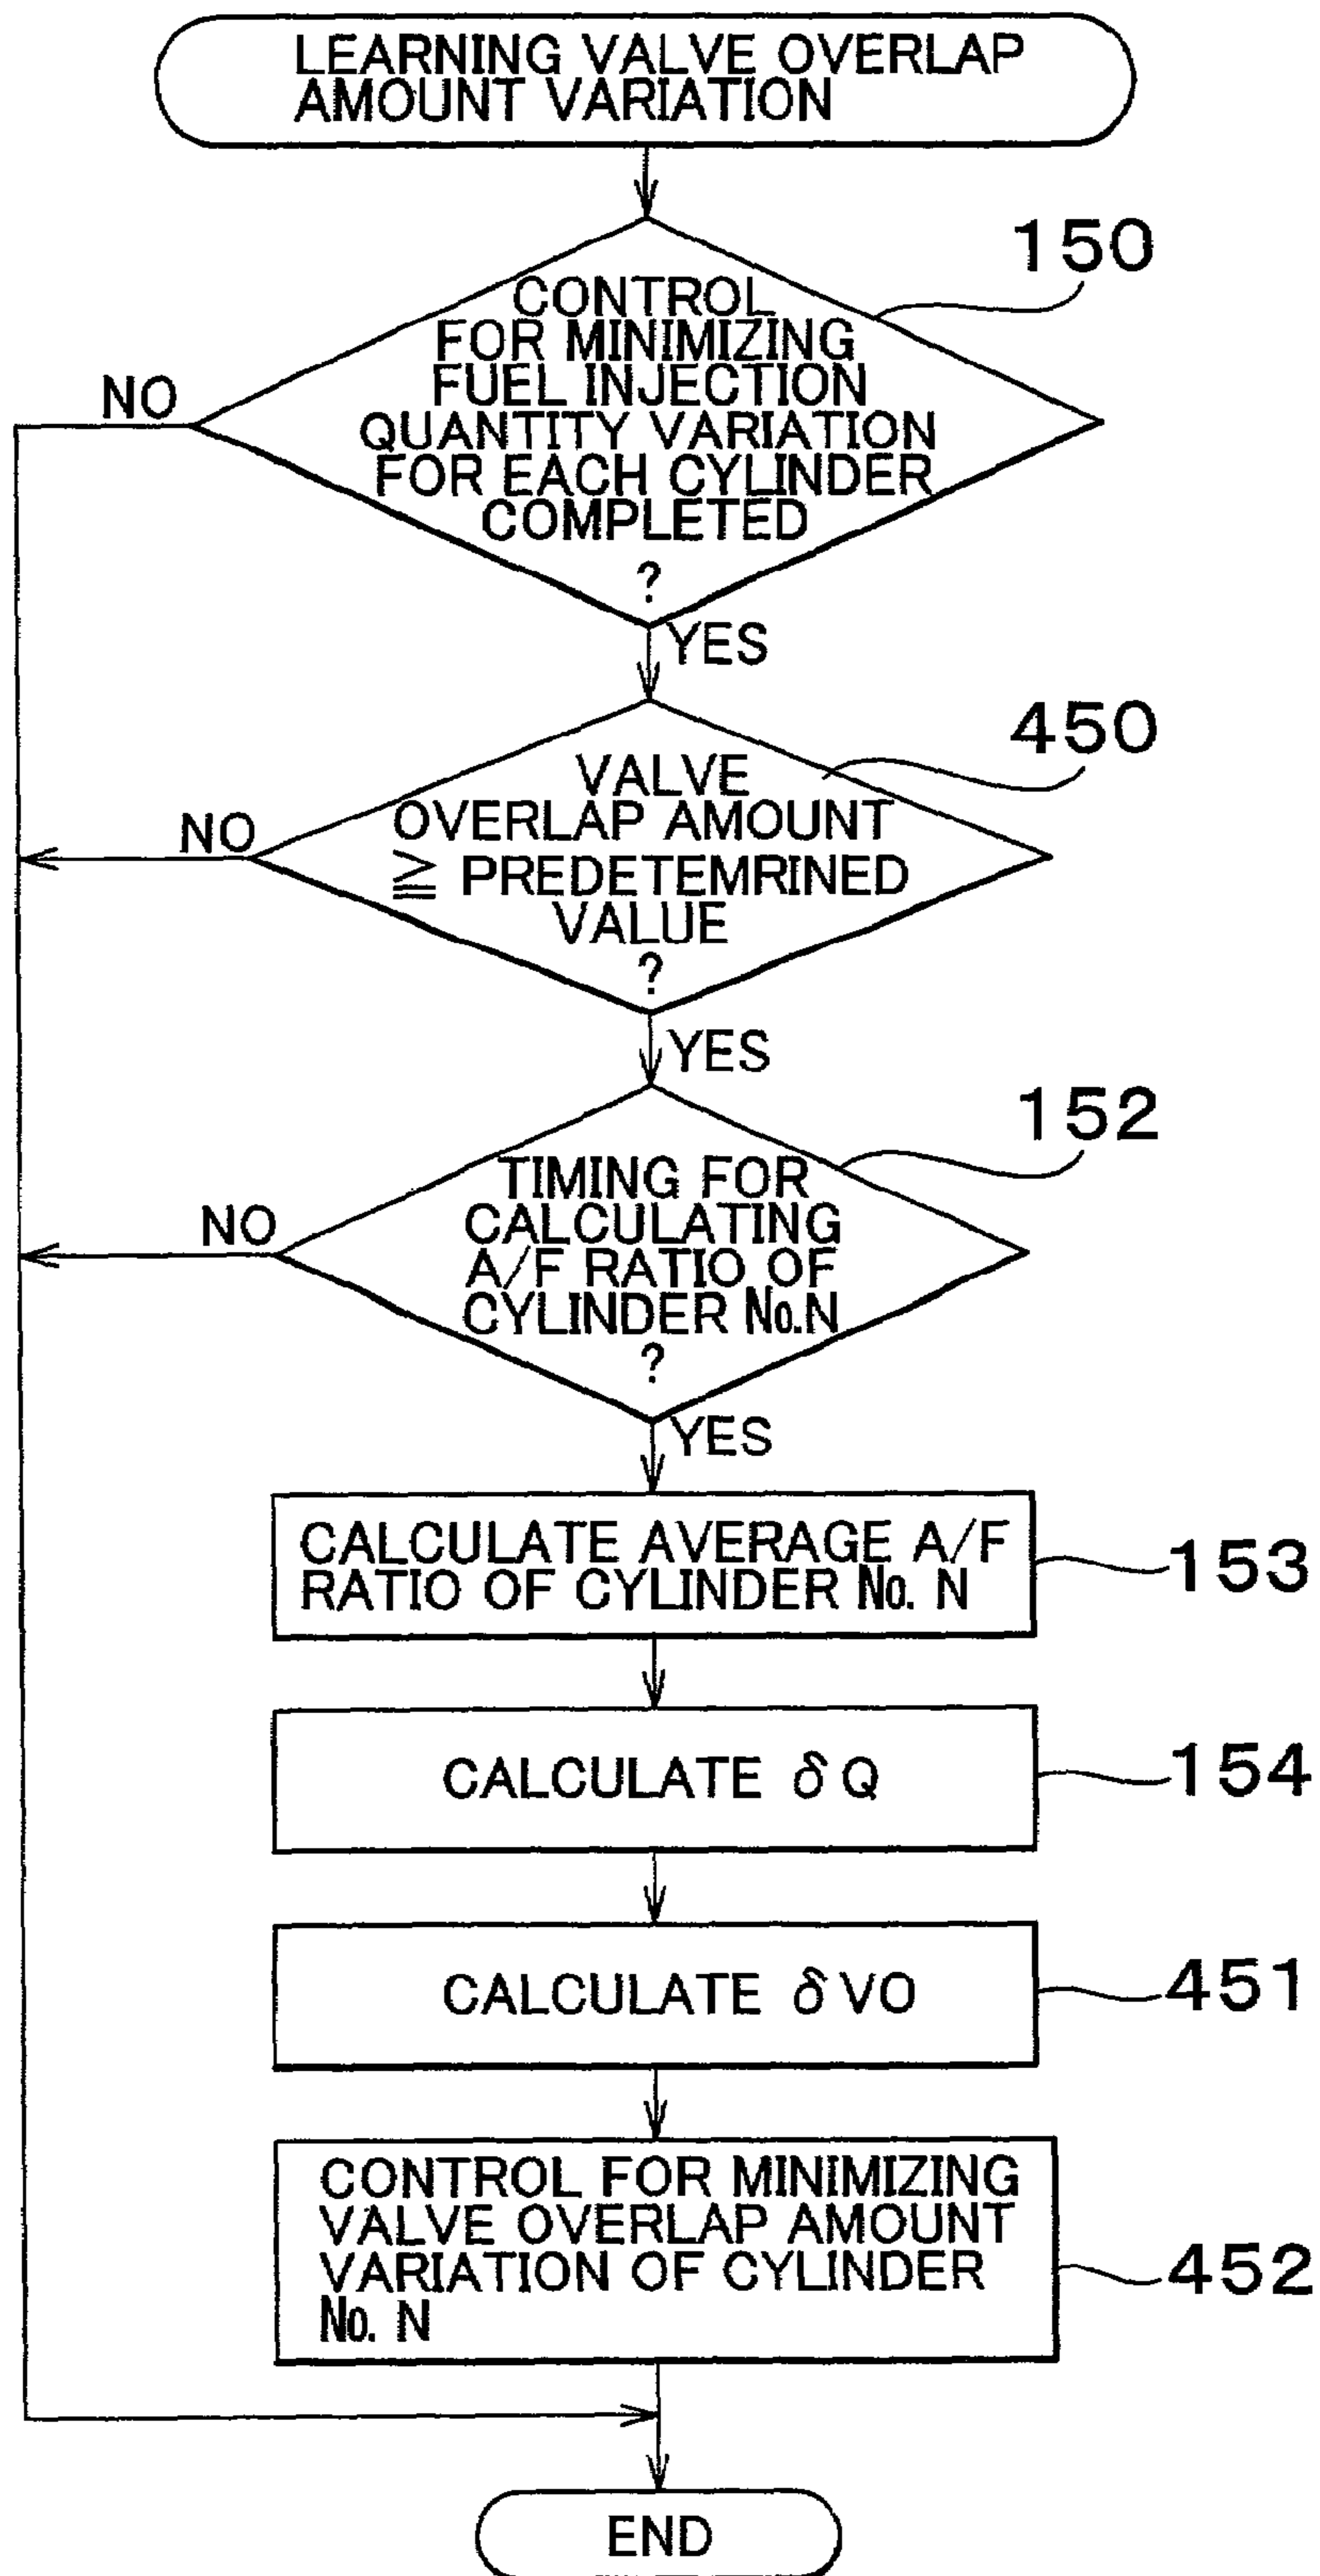 LEARNING VALVE OVERLAP
AMOUNT VARIATION
150
CONTROL
FOR MINIMIZING
FUEL INJECTION
NO
QUANTITY VARIATION
FOR EACH CYLINDER
COMPLETED
?
YES
450
VALVE
OVERLAP AMOUNT
NO
≧ PREDETEMRINED
VALUE
?
YES
152
TIMING FOR
CALCULATING
NO
A/F RATIO OF
CYLINDER No.N
?
YES
CALCULATE AVERAGE A/F
RATIO OF CYLINDER No. N
153
CALCULATE δQ
154
CALCULATE δVO
451
CONTROL FOR MINIMIZING
VALVE OVERLAP AMOUNT
VARIATION OF CYLINDER
No. N
452
END